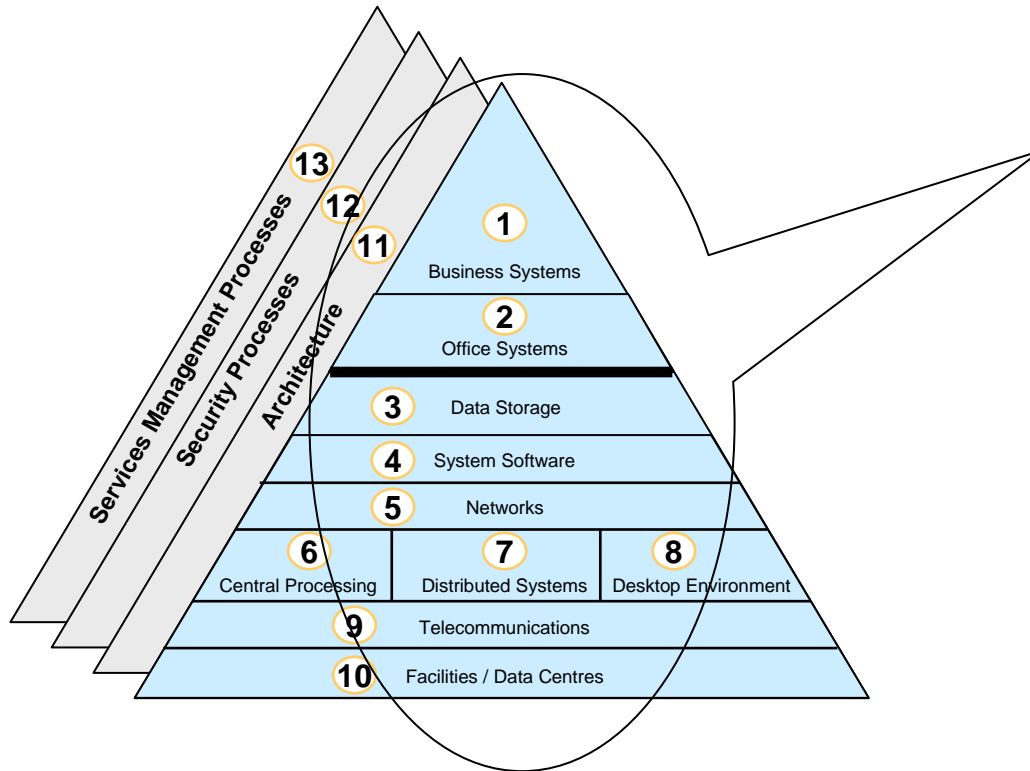 13
Services Management Processes
12
Security Processes
11
Architecture
1
Business Systems
2
Office Systems
3
Data Storage
4
System Software
5
Networks
6
Central Processing
7
Distributed Systems
8
Desktop Environment
9
Telecommunications
10
Facilities / Data Centres